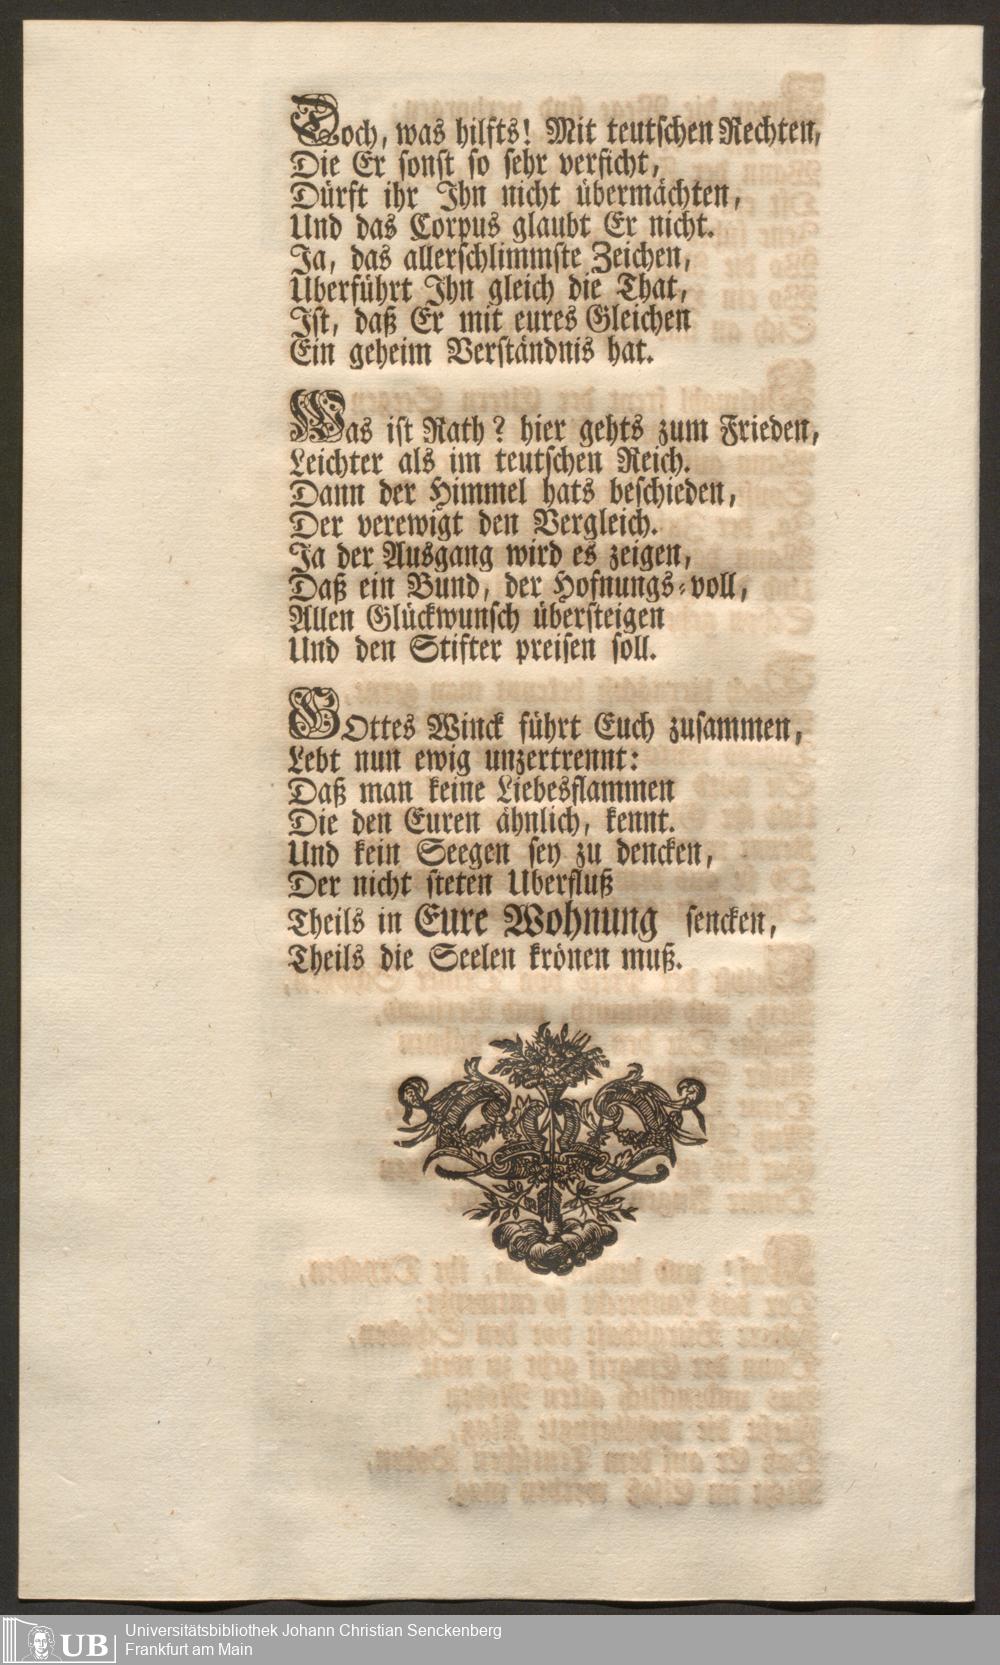 Doch, was hilfts! Mit teutschen Rechten,
Die Er sonst so sehr verficht,
Dürft ihr Ihn nicht übermächten,
Und das Corpus glaubt Er nicht.
Ja, das allerschlimmste Zeichen,
Uberführt Ihn gleich die That,
Ist, daß Er mit eures Gleichen
Ein geheim Verständnis hat.
Was ist Rath? hier gehts zum Frieden,
Leichter als im teutschen Reich.
Dann der Himmel hats beschieden,
Der verewigt den Vergleich.
Ja der Ausgang wird es zeigen,
Daß ein Bund, der Hofnungs-voll,
Allen Glückwunsch übersteigen
Und den Stifter preisen soll.
GOttes Winck führt Euch zusammen,
Lebt nun ewig unzertrennt:
Daß man keine Liebesflammen
Die den Euren ähnlich, kennt.
Und kein Seegen sey zu dencken,
Der nicht steten Uberfluß
Theils in Eure Wohnung sencken,
Theils die Seelen krönen muß.
UB
Universitätsbibliothek Johann Christian Senckenberg
Frankfurt am Main